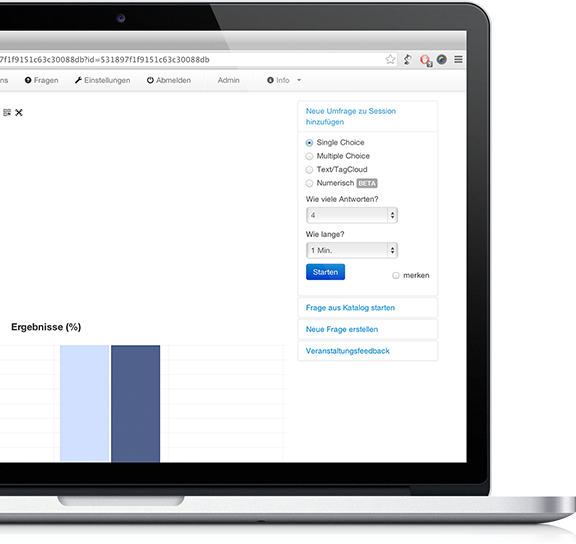 7f1f9151c63c30088db?id=531897f1f9151c63c30088db
ns Fragen Einstellungen Abmelden Admin Info
Neue Umfrage zu Session
hinzufügen
Single Choice
Multiple Choice
Text/TagCloud
Numerisch BETA
Wie viele Antworten?
4
Wie lange?
1 Min.
Starten merken
Frage aus Katalog starten
Ergebnisse (%)
Neue Frage erstellen
Veranstaltungsfeedback